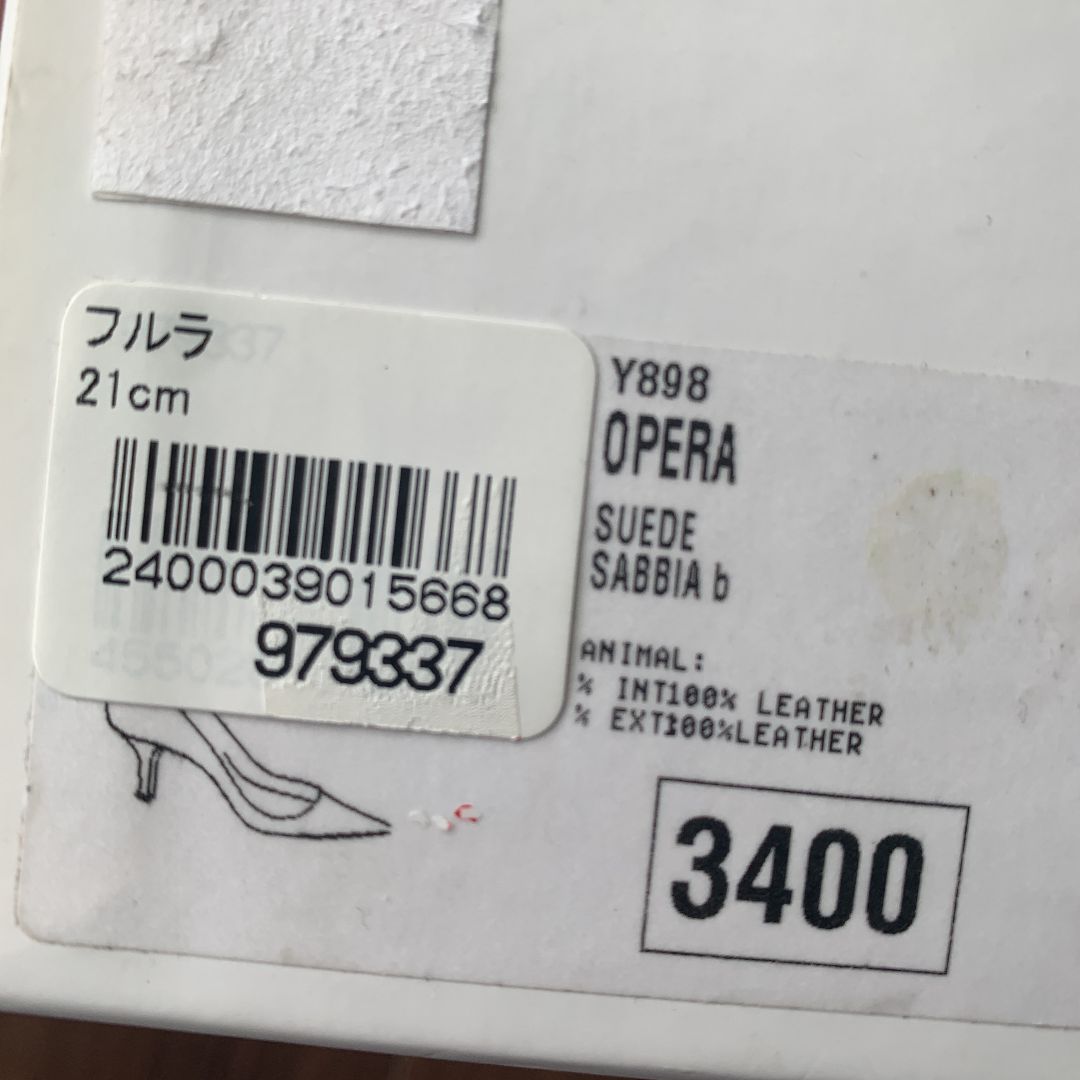 フルラ
21cm
2400039015668
979337
Y898
OPERA
SUEDE
SABBIA b
ANIMAL:
% INT100% LEATHER
% EXT100%LEATHER
3400